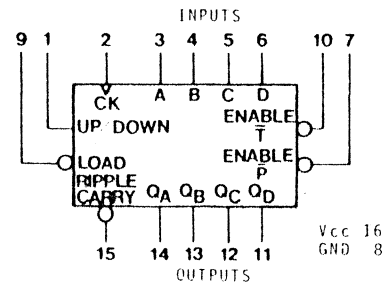 INPUTS
9 1 2 3 4 5 6 10 7
CK A B C D
UP/DOWN ENABLE
T
LOAD ENABLE
P
RIPPLE
CARRY QA QB QC QD
15 14 13 12 11
OUTPUTS
Vcc 16
GND 8